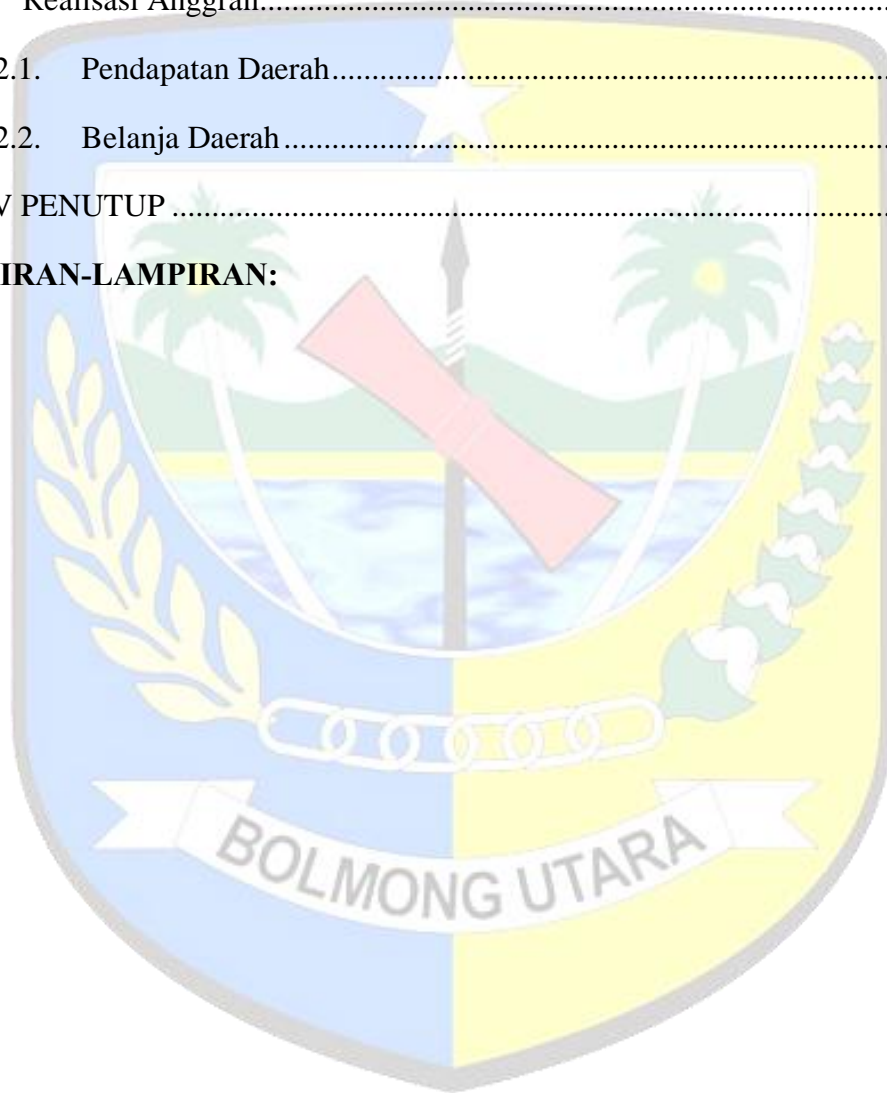 Realisasi Anggran...............................................................................
2.1. Pendapatan Daerah......................................................................
2.2. Belanja Daerah............................................................................
V PENUTUP ..........................................................................................
IRAN-LAMPIRAN:
BOLMONG UTARA